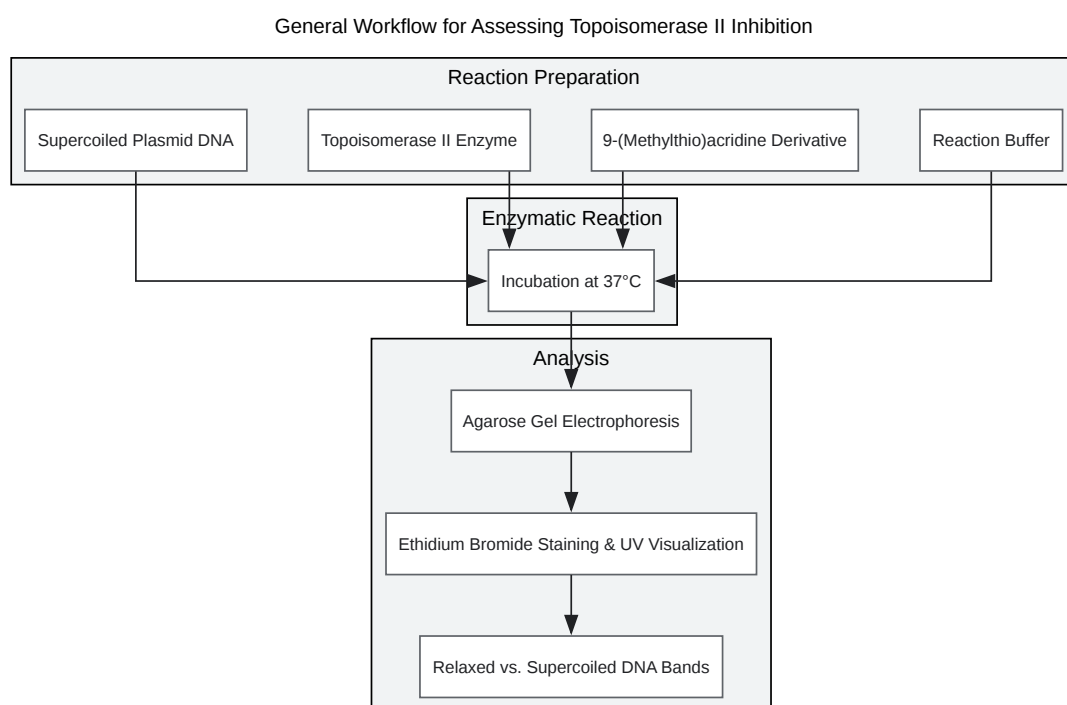 General Workflow for Assessing Topoisomerase II Inhibition
Reaction Preparation
Supercoiled Plasmid DNA
Topoisomerase II Enzyme
9-(Methylthio)acridine Derivative
Reaction Buffer
Enzymatic Reaction
Incubation at 37°C
Analysis
Agarose Gel Electrophoresis
Ethidium Bromide Staining & UV Visualization
Relaxed vs. Supercoiled DNA Bands